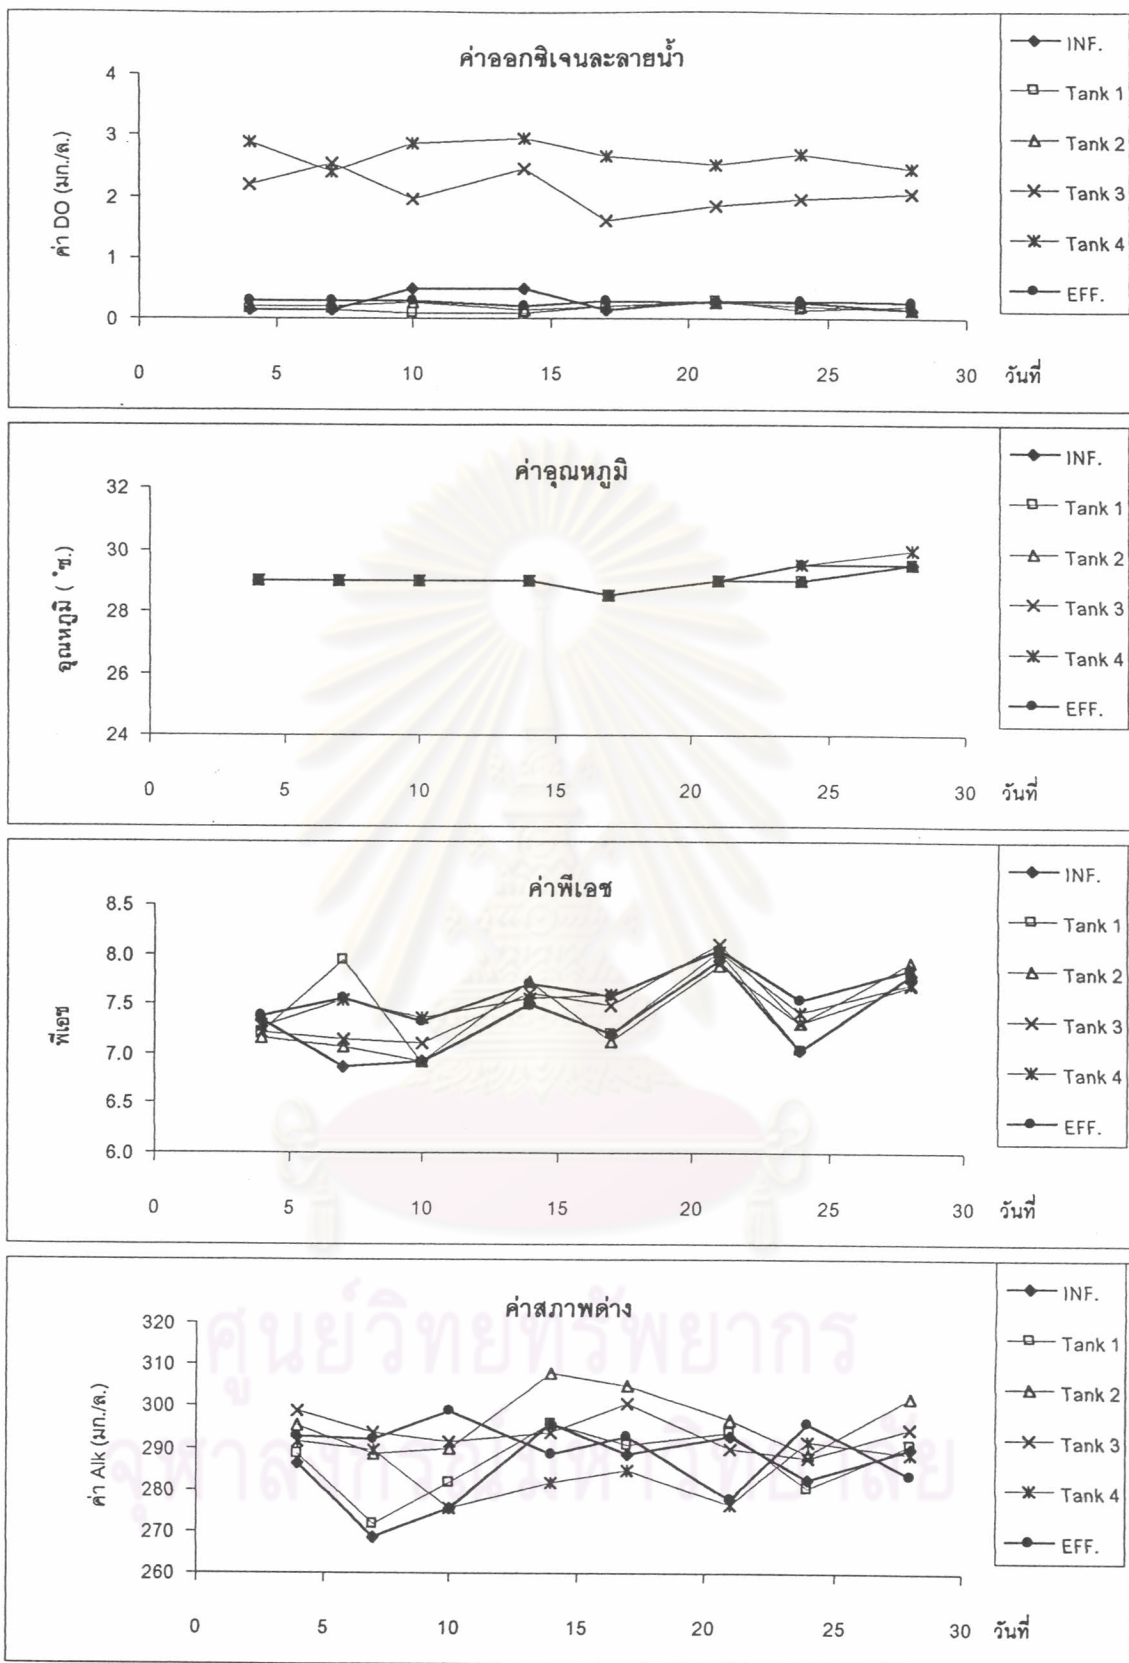 ค่าออกซิเจนละลายน้ำ
ค่า DO (มก./ล.)
4
3
2
1
0
0 5 10 15 20 25 30 วันที่
INF.
Tank 1
Tank 2
Tank 3
Tank 4
EFF.
ค่าอุณหภูมิ
อุณหภูมิ ( ํซ.)
32
30
28
26
24
0 5 10 15 20 25 30 วันที่
INF.
Tank 1
Tank 2
Tank 3
Tank 4
EFF.
ค่าพีเอช
พีเอช
8.5
8.0
7.5
7.0
6.5
6.0
0 5 10 15 20 25 30 วันที่
INF.
Tank 1
Tank 2
Tank 3
Tank 4
EFF.
ค่าสภาพด่าง
ค่า Alk (มก./ล.)
320
310
300
290
280
270
260
0 5 10 15 20 25 30 วันที่
INF.
Tank 1
Tank 2
Tank 3
Tank 4
EFF.
ศูนย์วิทยทรัพยากร
จุฬาลงกรณ์มหาวิทยาลัย